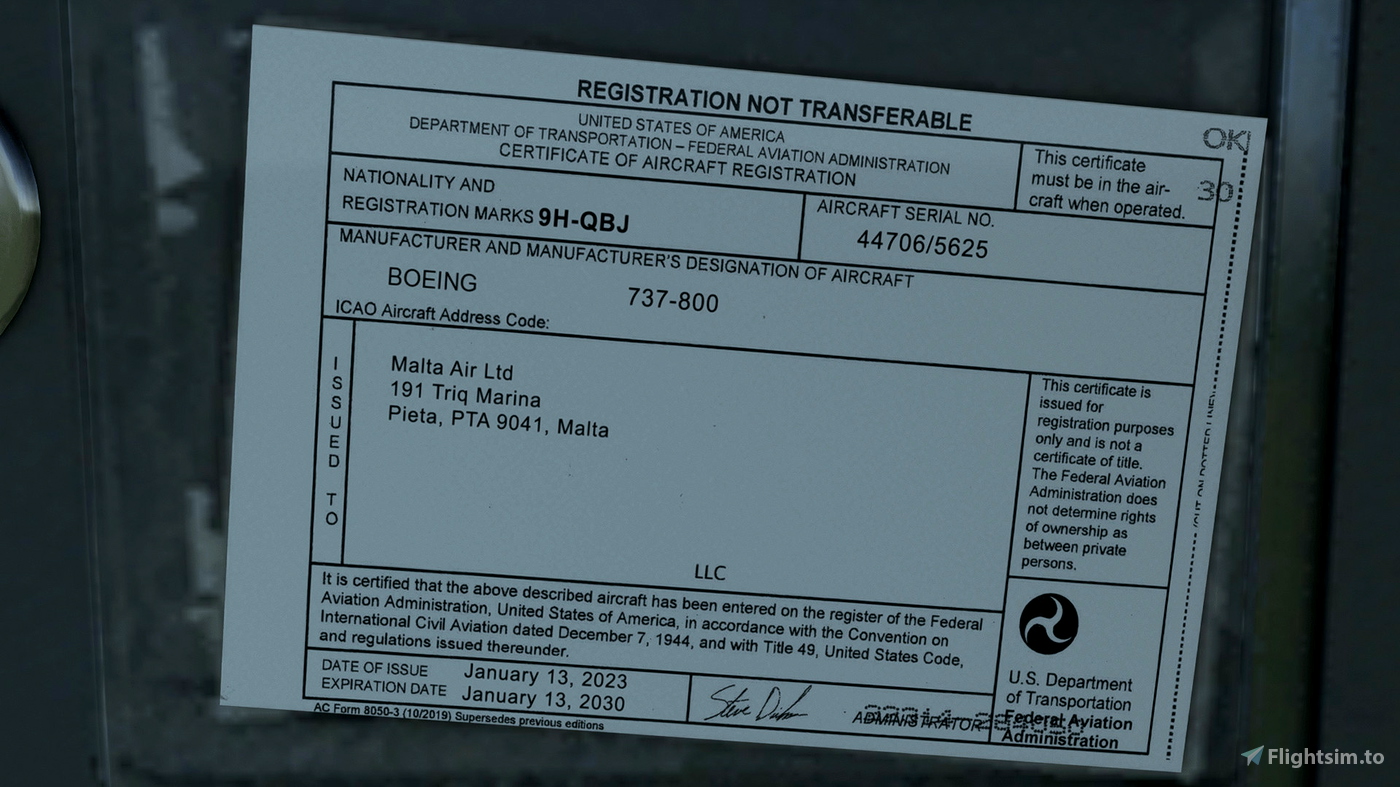 REGISTRATION NOT TRANSFERABLE
UNITED STATES OF AMERICA
DEPARTMENT OF TRANSPORTATION – FEDERAL AVIATION ADMINISTRATION
CERTIFICATE OF AIRCRAFT REGISTRATION
This certificate
must be in the air-
craft when operated.
OK
30
NATIONALITY AND
REGISTRATION MARKS 9H-QBJ
AIRCRAFT SERIAL NO.
44706/5625
MANUFACTURER AND MANUFACTURER'S DESIGNATION OF AIRCRAFT
BOEING 737-800
ICAO Aircraft Address Code:
ISSUED TO
Malta Air Ltd
191 Triq Marina
Pieta, PTA 9041, Malta
LLC
This certificate is
issued for
registration purposes
only and is not a
certificate of title.
The Federal Aviation
Administration does
not determine rights
of ownership as
between private
persons.
It is certified that the above described aircraft has been entered on the register of the Federal
Aviation Administration, United States of America, in accordance with the Convention on
International Civil Aviation dated December 7, 1944, and with Title 49, United States Code,
and regulations issued thereunder.
DATE OF ISSUE January 13, 2023
EXPIRATION DATE January 13, 2030
Steve
ADMINISTRATOR
U.S. Department
of Transportation
Federal Aviation
Administration
AC Form 8050-3 (10/2019) Supersedes previous editions
Flightsim.to